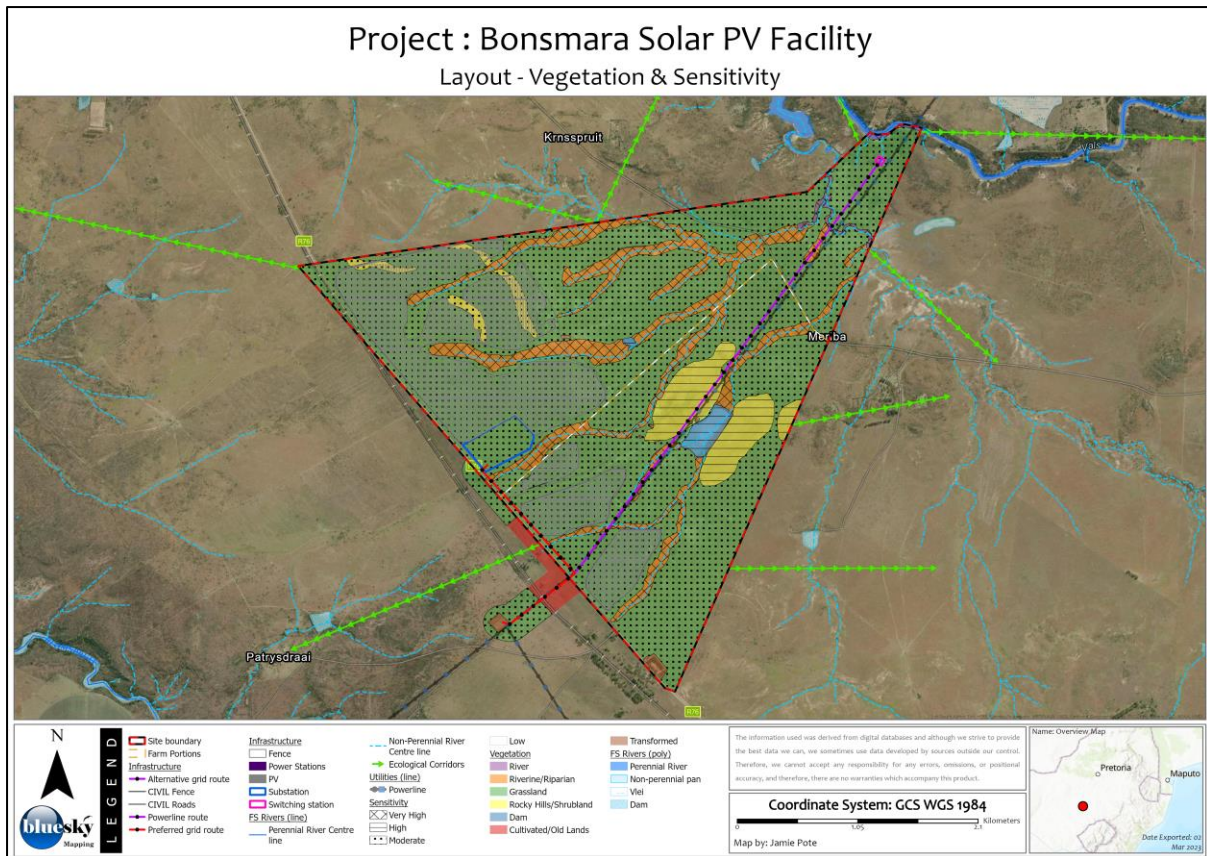 Project : Bonsmara Solar PV Facility
Layout - Vegetation & Sensitivity
Krnsspruit
Vals
R76
Meriba
Patrysdraai
R76
N
bluesky
Mapping
LEGEND
Site boundary
Farm Portions
Infrastructure
Alternative grid route
CIVIL Fence
CIVIL Roads
Powerline route
Preferred grid route
Infrastructure
Fence
Power Stations
PV
Substation
Switching station
FS Rivers (line)
Perennial River Centre
line
Non-Perennial River
Centre line
Ecological Corridors
Utilities (line)
Powerline
Sensitivity
Very High
High
Moderate
Low
Vegetation
River
Riverine/Riparian
Grassland
Rocky Hills/Shrubland
Dam
Cultivated/Old Lands
Transformed
FS Rivers (poly)
Perennial River
Non-perennial pan
Vlei
Dam
The information used was derived from digital databases and although we strive to provide
the best data we can, we sometimes use data developed by sources outside our control.
Therefore, we cannot accept any responsibility for any errors, omissions, or positional
accuracy, and therefore, there are no warranties which accompany this product.
Coordinate System: GCS WGS 1984
Kilometers
0 1.05 2.1
Map by: Jamie Pote
Name: Overview Map
Pretoria
Maputo
Date Exported: 02
Mar 2023